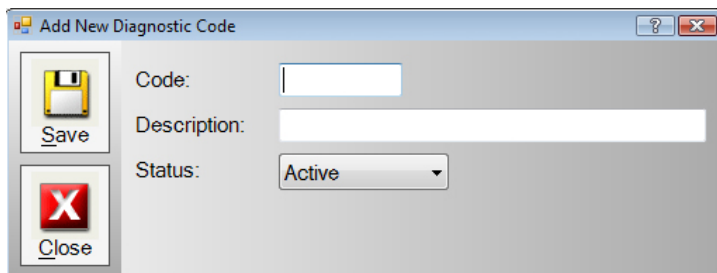 Add New Diagnostic Code
Code:
Description:
Status:
Active
Save
Close